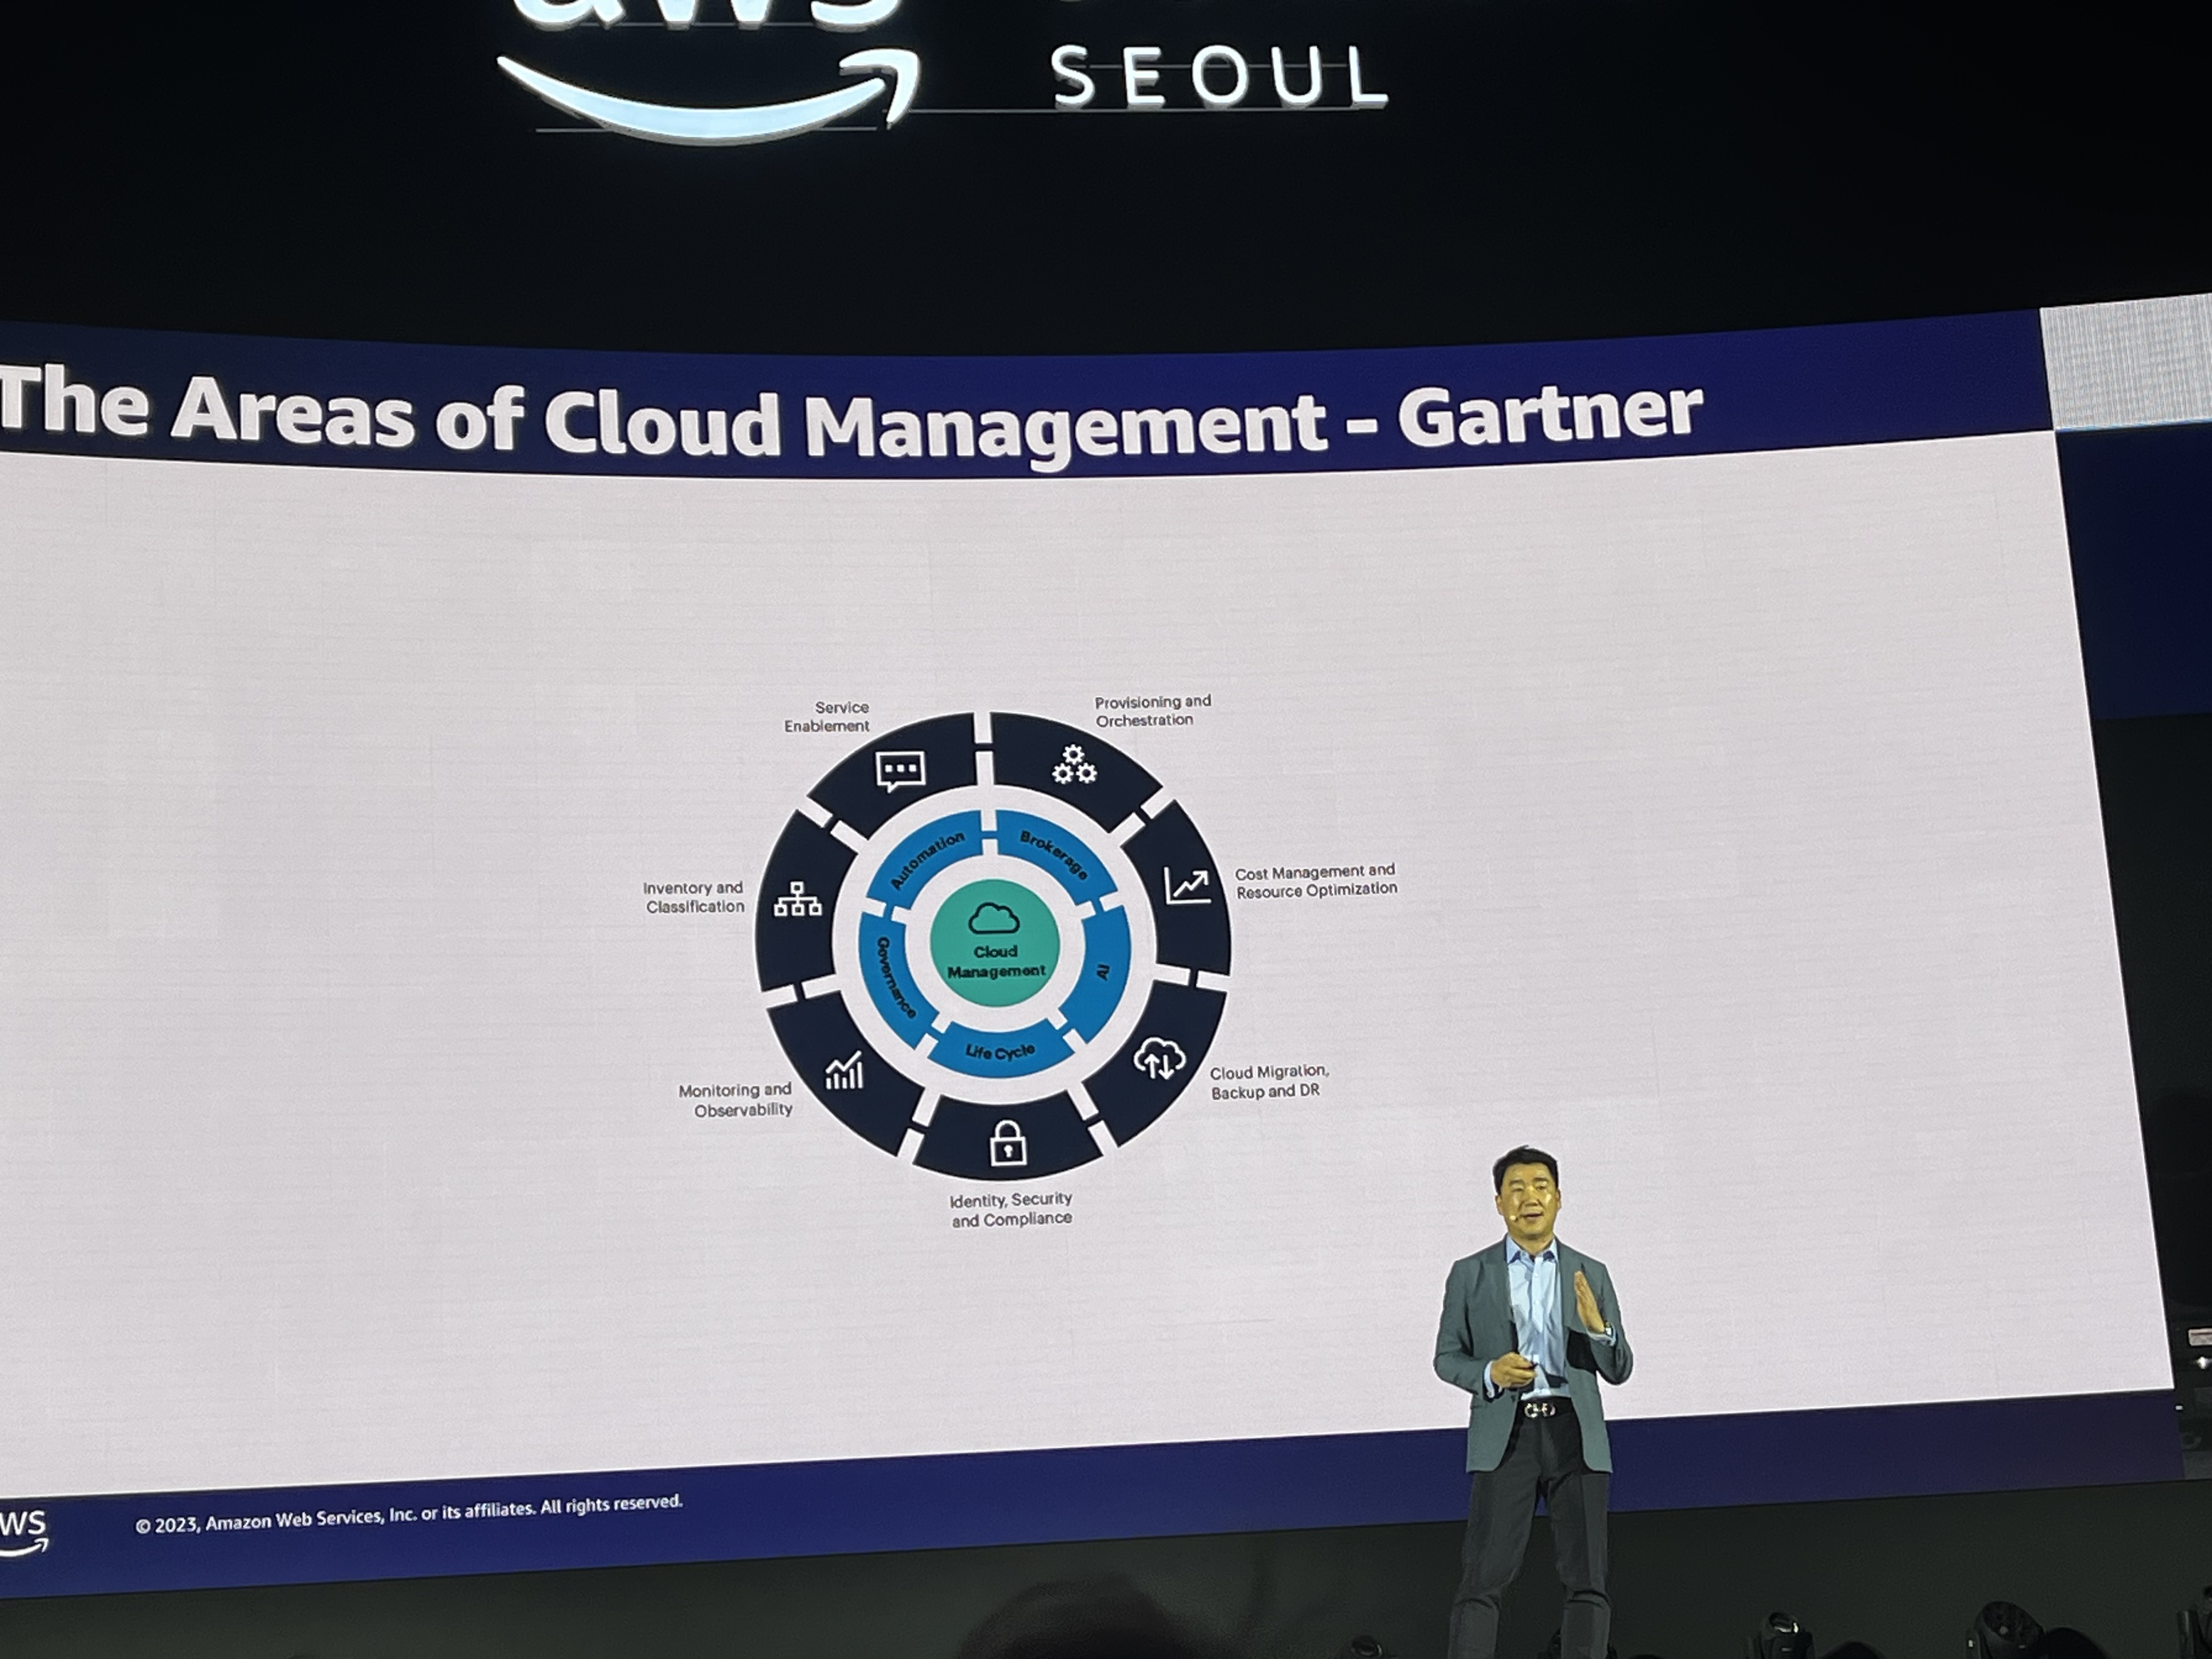 aws
SEOUL
The Areas of Cloud Management - Gartner
Service
Enablement
Provisioning and
Orchestration
Inventory and
Classification
Cost Management and
Resource Optimization
Monitoring and
Observability
Cloud Migration,
Backup and DR
Identity, Security
and Compliance
Automation
Brokerage
Governance
AI
Life Cycle
Cloud
Management
© 2023, Amazon Web Services, Inc. or its affiliates. All rights reserved.